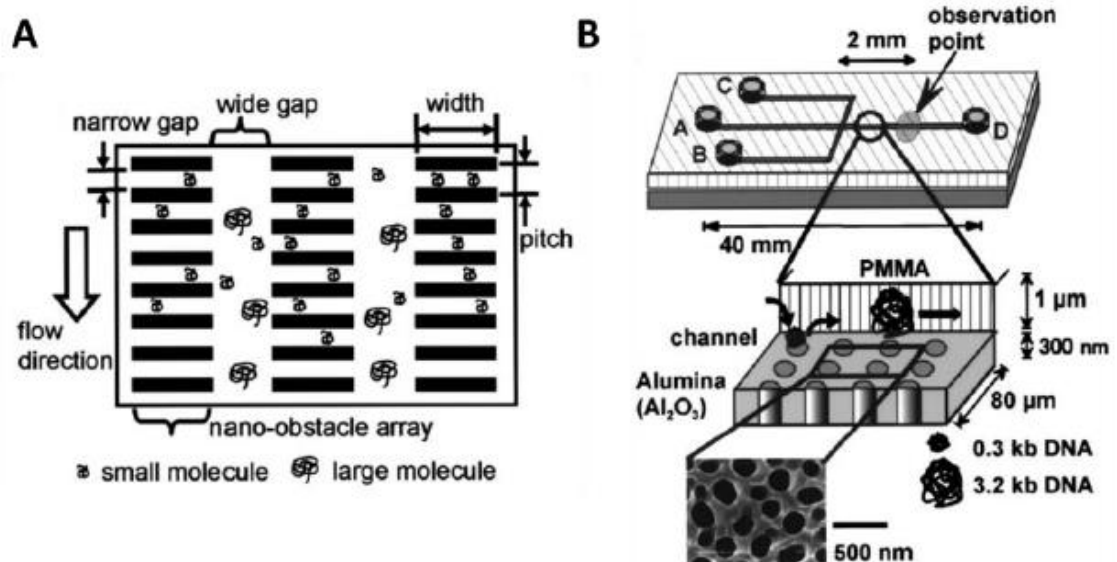 A
wide gap
width
narrow gap
pitch
flow
direction
nano-obstacle array
small molecule
large molecule
B
observation
point
2 mm
C
A
B
D
40 mm
PMMA
1 µm
channel
300 nm
Alumina
(Al₂O₃)
80 µm
0.3 kb DNA
3.2 kb DNA
500 nm